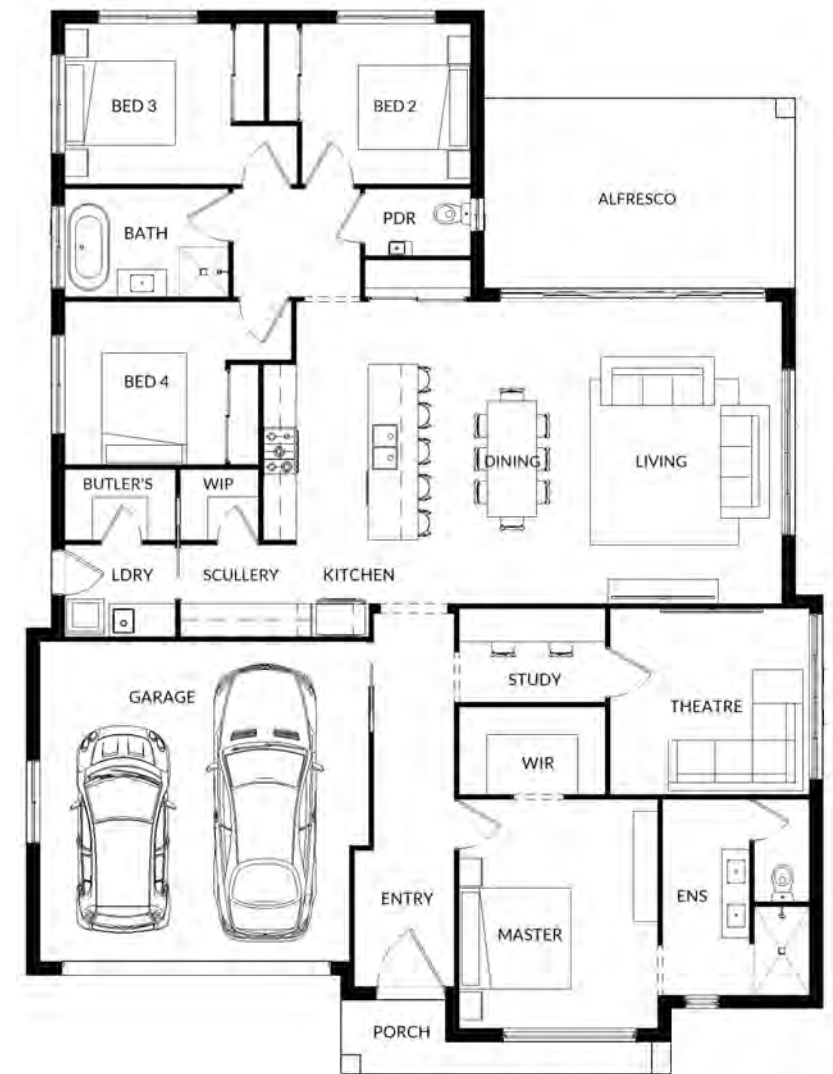 BED 3
BED 2
ALFRESCO
PDR
BATH
BED 4
DINING
LIVING
BUTLER'S
WIP
LDRY
SCULLERY
KITCHEN
STUDY
GARAGE
THEATRE
WIR
ENTRY
ENS
MASTER
PORCH